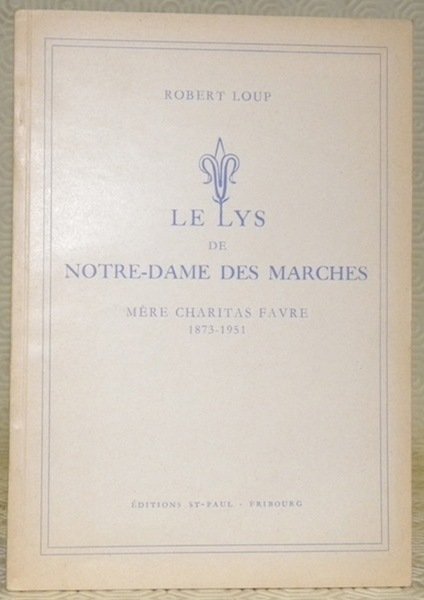 ROBERT LOUP
LE LYS
DE
NOTRE-DAME DES MARCHES
MÈRE CHARITAS FAVRE
1873-1951
ÉDITIONS ST-PAUL · FRIBOURG